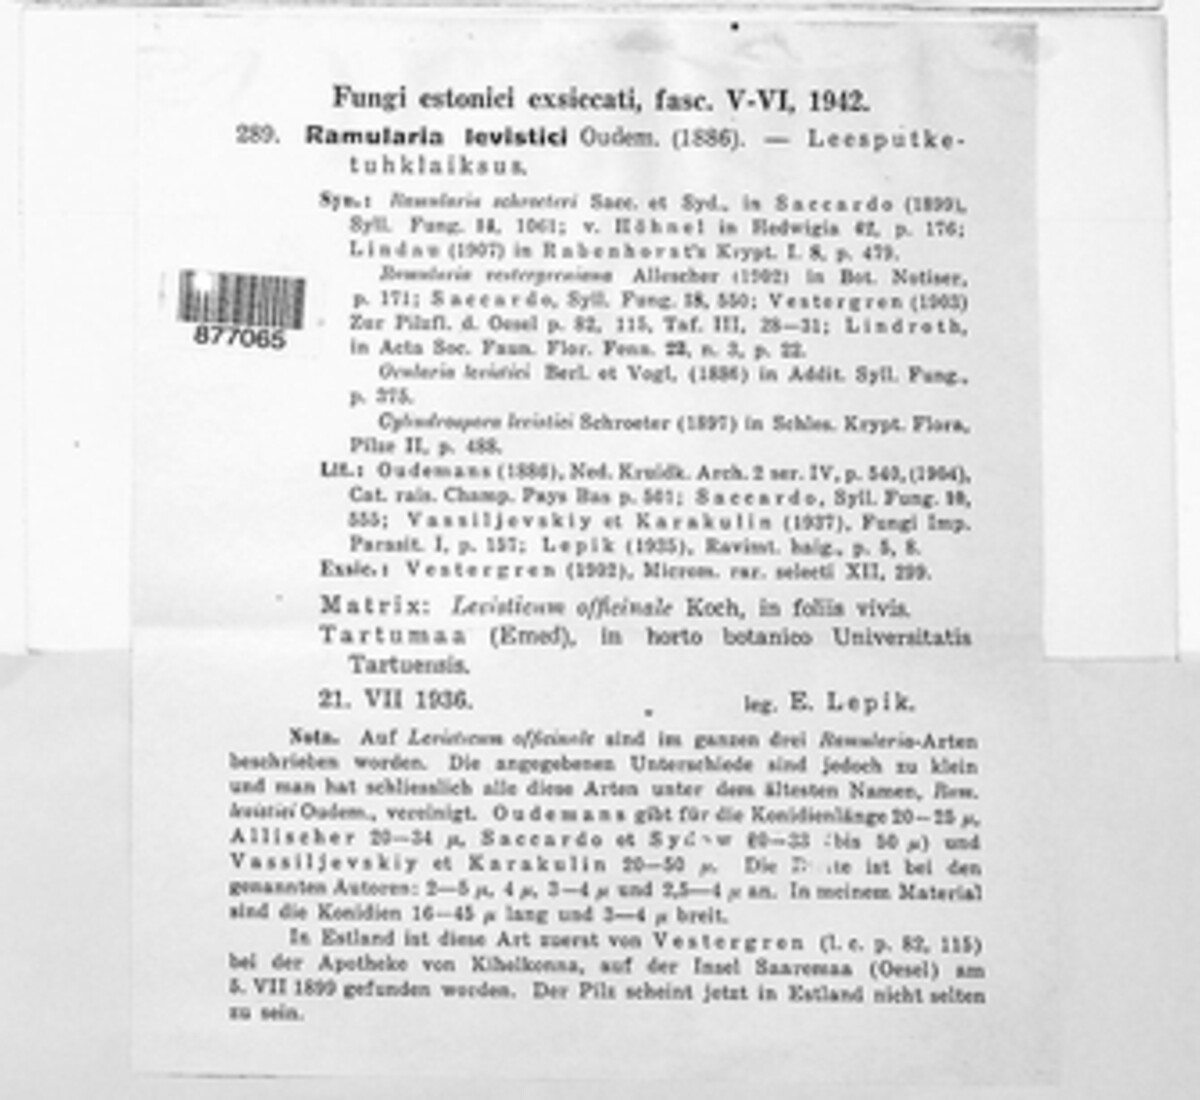 Fungi estonici exsiccati, fasc. V-VI, 1942.
289. Ramularia levistici Oudem. (1886). — Leesputke-
tuhklaiksus.
Syn.: Ramularia schroeteri Sacc. et Syd., in Saccardo (1899),
Syll. Fung. 14, 1061; v. Höhnel in Hedwigia 42, p. 176;
Lindau (1907) in Rabenhorst's Krypt. I. 8, p. 479.
Ramularia vestergreniana Allescher (1902) in Bot. Notiser,
p. 171; Saccardo, Syll. Fung. 18, 550; Vestergren (1903)
Zur Pilzfl. d. Oesel p. 82, 115, Taf. III, 28—31; Lindroth,
in Acta Soc. Faun. Flor. Fenn. 22, n. 3, p. 22.
Ovularia levistici Berl. et Vogl. (1886) in Addit. Syll. Fung.,
p. 375.
Cylindrospora levistici Schroeter (1897) in Schles. Krypt. Flora,
Pilze II, p. 488.
Lit.: Oudemans (1886), Ned. Kruidk. Arch. 2 ser. IV, p. 540, (1904),
Cat. rais. Champ. Pays Bas p. 561; Saccardo, Syll. Fung. 10,
555; Vassiljevskiy et Karakulin (1937), Fungi Imp.
Parasit. I, p. 157; Lepik (1935), Ravimt. haig., p. 5, 8.
Exsic.: Vestergren (1902), Microm. rar. selecti XII, 299.
877065
Matrix: Levisticum officinale Koch, in foliis vivis.
Tartumaa (Emed), in horto botanico Universitatis
Tartuensis.
21. VII 1936. leg. E. Lepik.
Nota. Auf Levisticum officinale sind im ganzen drei Ramularia-Arten
beschrieben worden. Die angegebenen Unterschiede sind jedoch zu klein
und man hat schliesslich alle diese Arten unter dem ältesten Namen, Ram.
levistici Oudem., vereinigt. Oudemans gibt für die Konidienlänge 20—25 μ,
Allischer 20—34 μ, Saccardo et 20—33 bis 50 μ) und
Vassiljevskiy et Karakulin 20—50 μ. Die ist bei den
genannten Autoren: 2—5 μ, 4 μ, 3—4 μ und 2,5—4 μ an. In meinem Material
sind die Konidien 16—45 μ lang und 3—4 μ breit.
In Estland ist diese Art zuerst von Vestergren (l. c. p. 82, 115)
bei der Apotheke von Kihelkonna, auf der Insel Saaremaa (Oesel) am
5. VII 1899 gefunden worden. Der Pilz scheint jetzt in Estland nicht selten
zu sein.